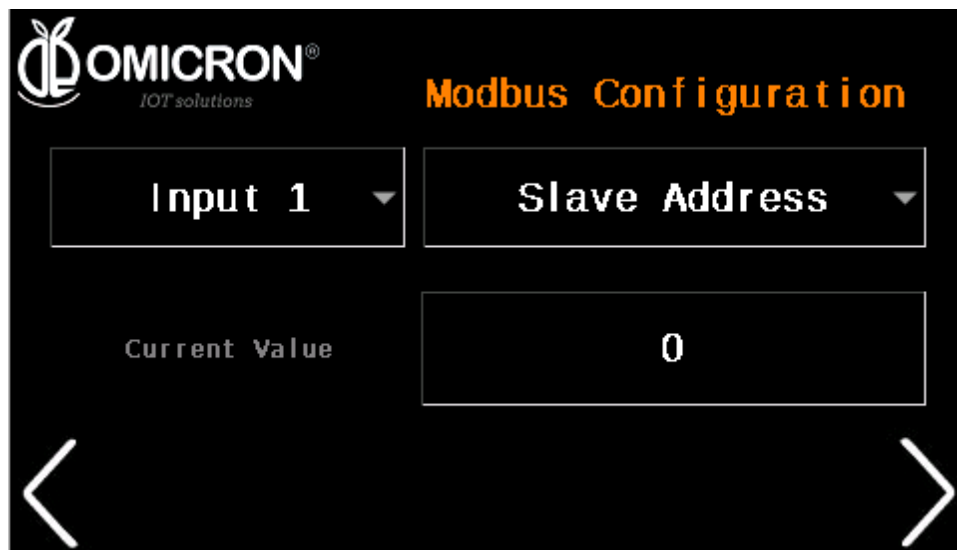 OMICRON®
IOT solutions
Modbus Configuration
Input 1
Slave Address
Current Value
0